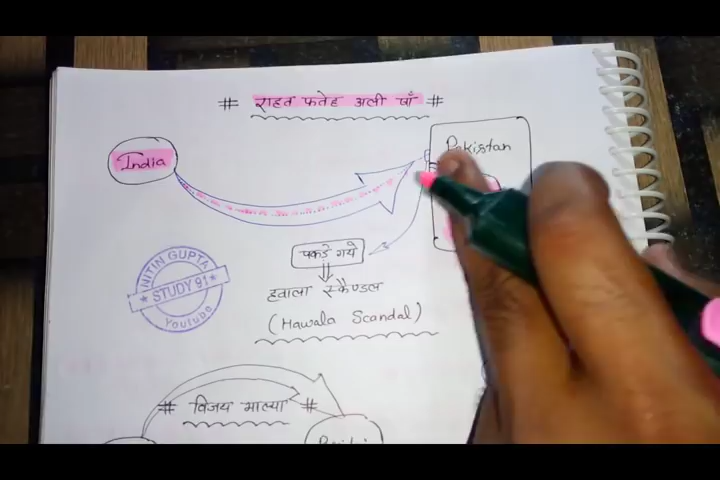 # राहत फतेह अली खाँ #
India
Pakistan
पकड़े गये
हवाला स्कैण्डल
(Hawala Scandal)
NITIN GUPTA
STUDY 91
Youtube
# विजय माल्या #